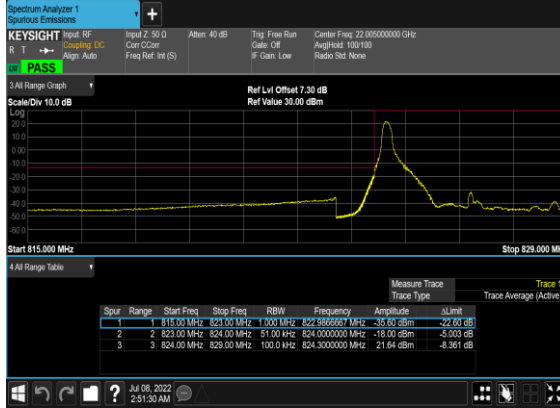 Spectrum Analyzer 1
Spurious Emissions
+
KEYSIGHT Input: RF Input Z: 50 Ω Atten: 40 dB Trig: Free Run Center Freq: 22.005000000 GHz
R T Coupling: DC Corr CCorr Gate: Off Avg|Hold: 100/100
Align: Auto Freq Ref: Int (S) IF Gain: Low Radio Std: None
PASS
3 All Range Graph
Ref Lvl Offset 7.30 dB
Scale/Div 10.0 dB Ref Value 30.00 dBm
Log
20.0
10.0
0.00
-10.0
-20.0
-30.0
-40.0
-50.0
-60.0
Start 815.000 MHz Stop 829.000 MH
4 All Range Table
Measure Trace Trace 1
Trace Type Trace Average (Active
Spur Range Start Freq Stop Freq RBW Frequency Amplitude ΔLimit
1 1 815.00 MHz 823.00 MHz 1.000 MHz 822.9866667 MHz -35.60 dBm -22.60 dB
2 2 823.00 MHz 824.00 MHz 51.00 kHz 824.0000000 MHz -18.00 dBm -5.003 dB
3 3 824.00 MHz 829.00 MHz 100.0 kHz 824.3000000 MHz 21.64 dBm -8.361 dB
? Jul 08, 2022
2:51:30 AM